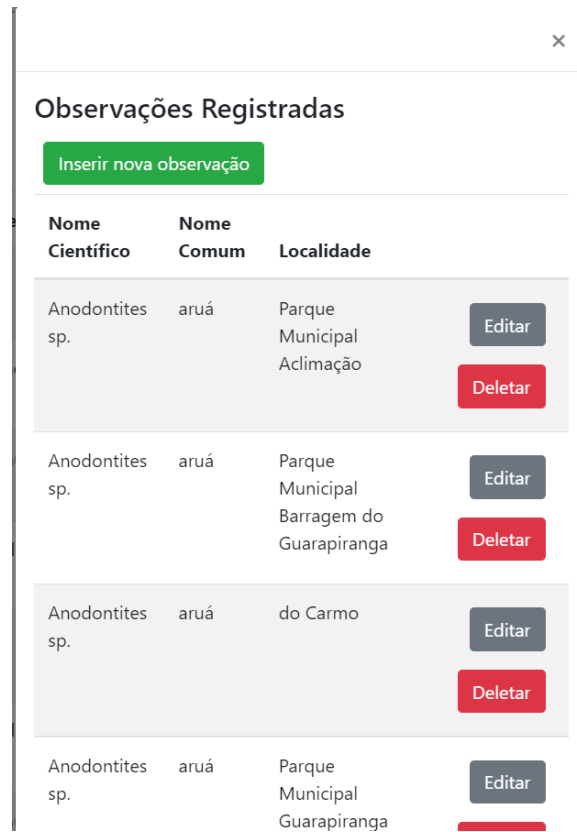 ×
Observações Registradas
Inserir nova observação
Nome Científico Nome Comum Localidade
Anodontites sp. aruá Parque Municipal Aclimação
Editar
Deletar
Anodontites sp. aruá Parque Municipal Barragem do Guarapiranga
Editar
Deletar
Anodontites sp. aruá do Carmo
Editar
Deletar
Anodontites sp. aruá Parque Municipal Guarapiranga
Editar